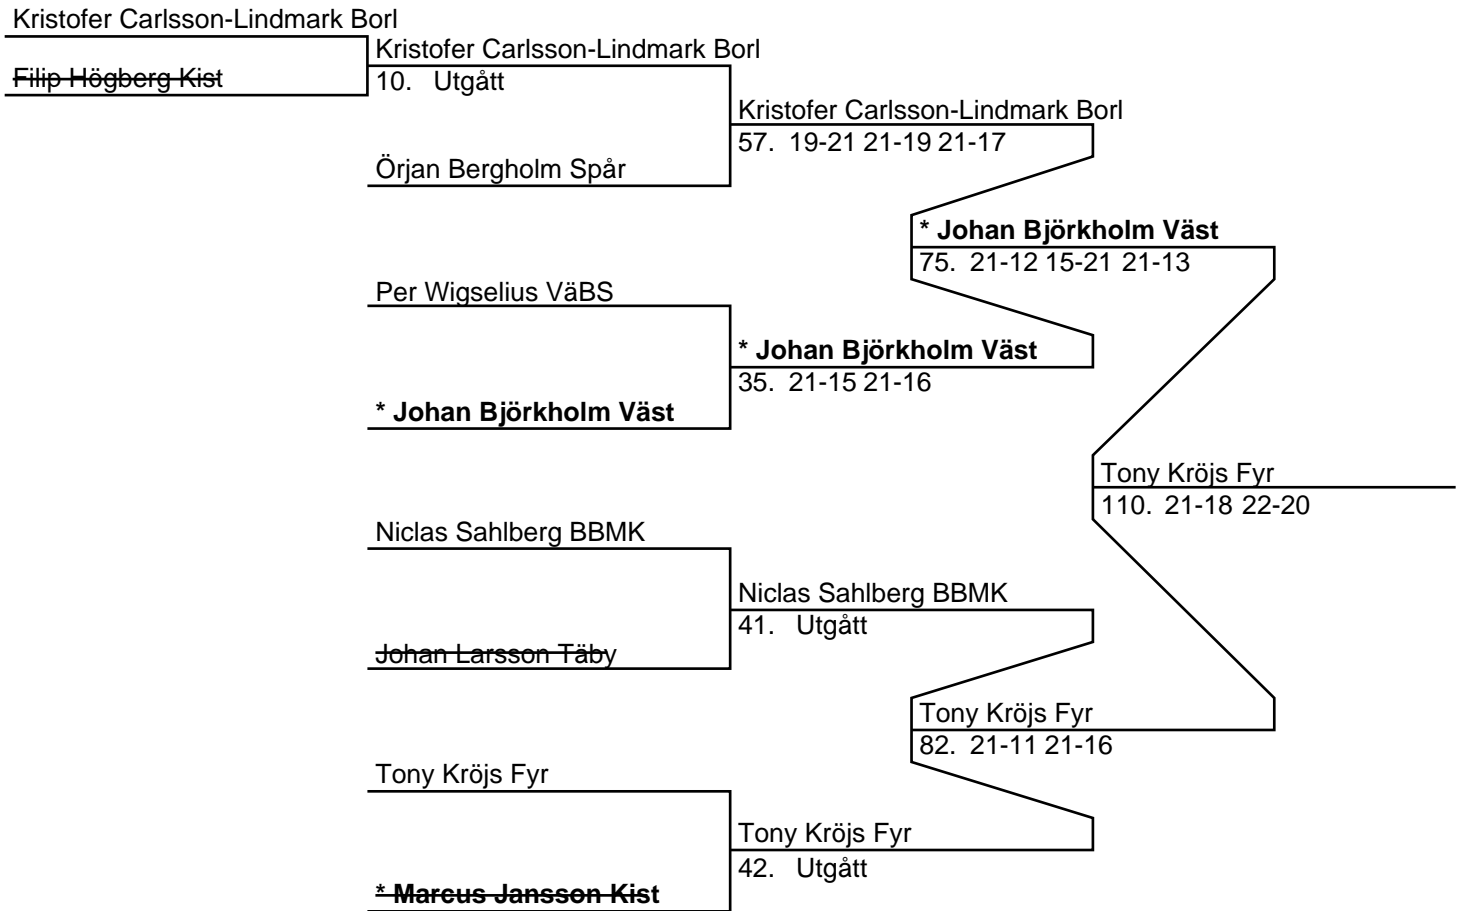 Kristofer Carlsson-Lindmark Borl
Kristofer Carlsson-Lindmark Borl
Filip Högberg Kist
10. Utgått
Kristofer Carlsson-Lindmark Borl
57. 19-21 21-19 21-17
Örjan Bergholm Spår
* Johan Björkholm Väst
75. 21-12 15-21 21-13
Per Wigselius VäBS
* Johan Björkholm Väst
35. 21-15 21-16
* Johan Björkholm Väst
Tony Kröjs Fyr
110. 21-18 22-20
Niclas Sahlberg BBMK
Niclas Sahlberg BBMK
41. Utgått
Johan Larsson Täby
Tony Kröjs Fyr
82. 21-11 21-16
Tony Kröjs Fyr
Tony Kröjs Fyr
42. Utgått
* Marcus Jansson Kist